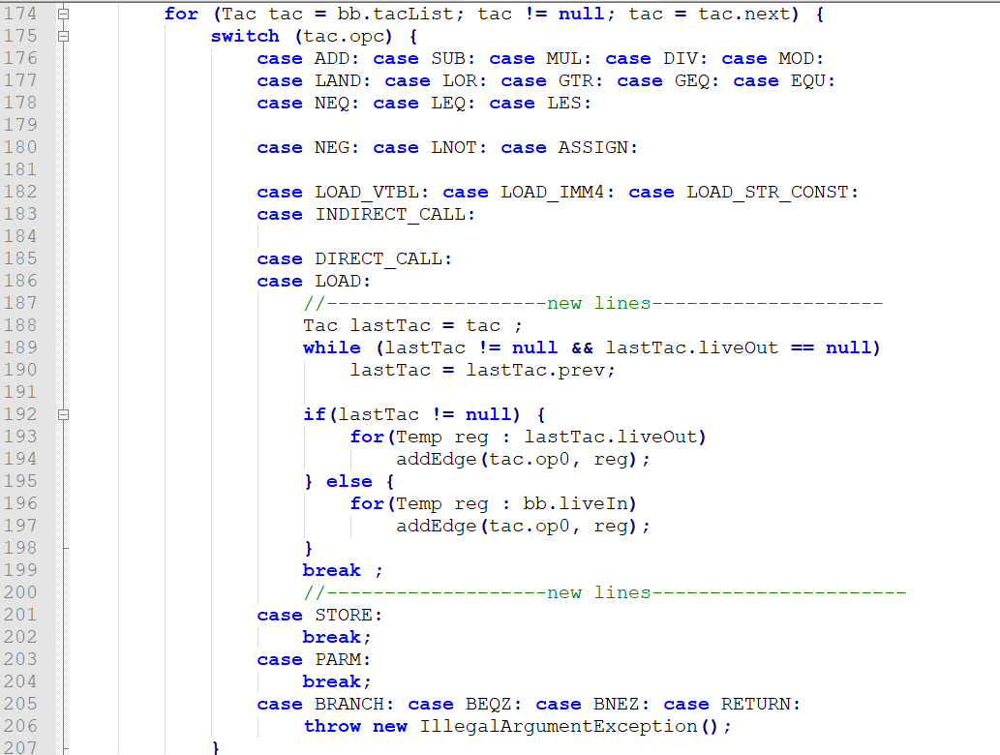 174 for (Tac tac = bb.tacList; tac != null; tac = tac.next) {
175 switch (tac.opc) {
176 case ADD: case SUB: case MUL: case DIV: case MOD:
177 case LAND: case LOR: case GTR: case GEQ: case EQU:
178 case NEQ: case LEQ: case LES:
179
180 case NEG: case LNOT: case ASSIGN:
181
182 case LOAD_VTBL: case LOAD_IMM4: case LOAD_STR_CONST:
183 case INDIRECT_CALL:
184
185 case DIRECT_CALL:
186 case LOAD:
187 //-------------------new lines--------------------
188 Tac lastTac = tac ;
189 while (lastTac != null && lastTac.liveOut == null)
190 lastTac = lastTac.prev;
191
192 if(lastTac != null) {
193 for(Temp reg : lastTac.liveOut)
194 addEdge(tac.op0, reg);
195 } else {
196 for(Temp reg : bb.liveIn)
197 addEdge(tac.op0, reg);
198 }
199 break ;
200 //-------------------new lines----------------------
201 case STORE:
202 break;
203 case PARM:
204 break;
205 case BRANCH: case BEQZ: case BNEZ: case RETURN:
206 throw new IllegalArgumentException();
207 }